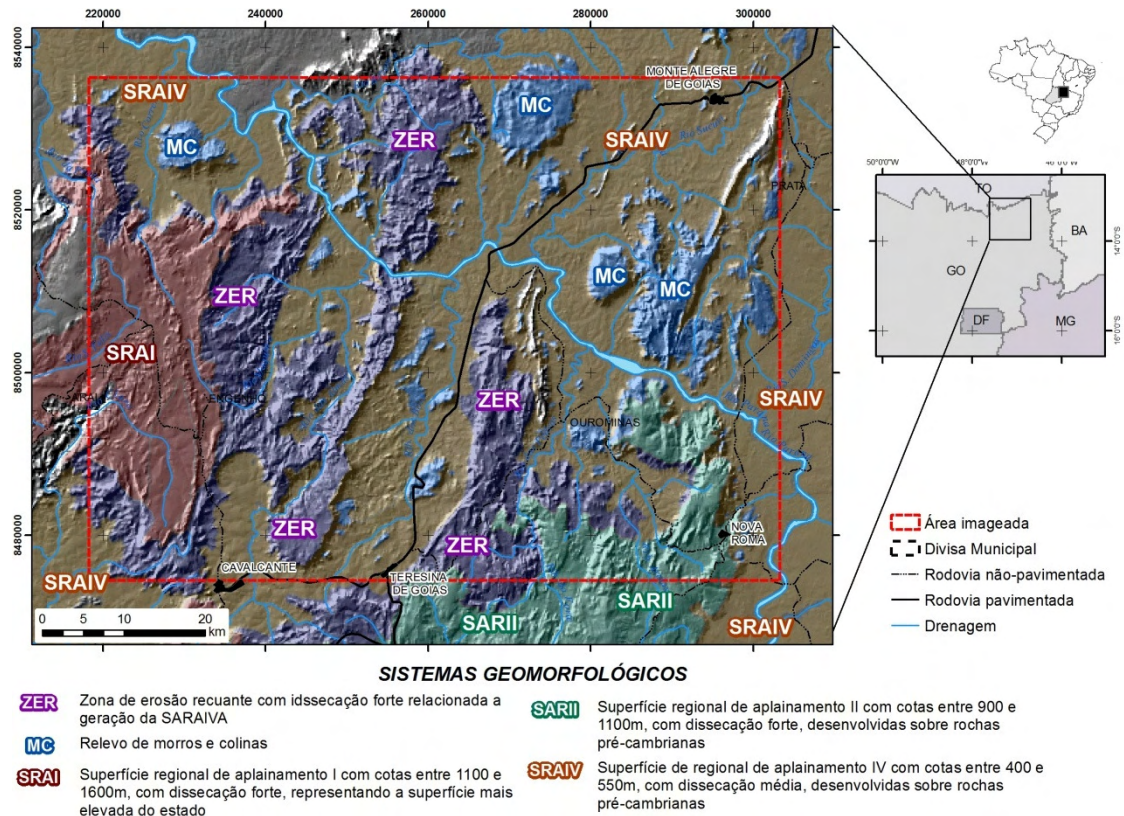 220000 240000 260000 280000 300000
8540000
8520000
8500000
8480000
MONTE ALEGRE
DE GOIAS
SRAIV
MC
MC
ZER
SRAIV
Rio Sucuri
PRATA
ZER
MC
MC
SRAI
ENGENHO
ZER
SRAIV
OUROMINAS
ZER
ZER
NOVA
ROMA
SRAIV
CAVALCANTE
TERESINA
DE GOIAS
SARII
SARII
SRAIV
0 5 10 20
km
50°0'0"W 48°0'0"W 46°0'0"W
TO
BA
GO
DF
MG
14°0'0"S
16°0'0"S
Área imageada
Divisa Municipal
Rodovia não-pavimentada
Rodovia pavimentada
Drenagem
SISTEMAS GEOMORFOLÓGICOS
ZER Zona de erosão recuante com idssecação forte relacionada a
geração da SARAIVA
MC Relevo de morros e colinas
SRAI Superfície regional de aplainamento I com cotas entre 1100 e
1600m, com dissecação forte, representando a superfície mais
elevada do estado
SARII Superfície regional de aplainamento II com cotas entre 900 e
1100m, com dissecação forte, desenvolvidas sobre rochas
pré-cambrianas
SRAIV Superfície de regional de aplainamento IV com cotas entre 400 e
550m, com dissecação média, desenvolvidas sobre rochas
pré-cambrianas